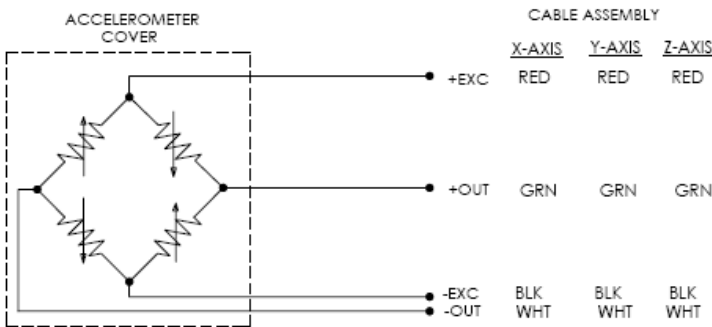 ACCELEROMETER
COVER
CABLE ASSEMBLY
X-AXIS Y-AXIS Z-AXIS
+EXC RED RED RED
+OUT GRN GRN GRN
-EXC BLK BLK BLK
-OUT WHT WHT WHT